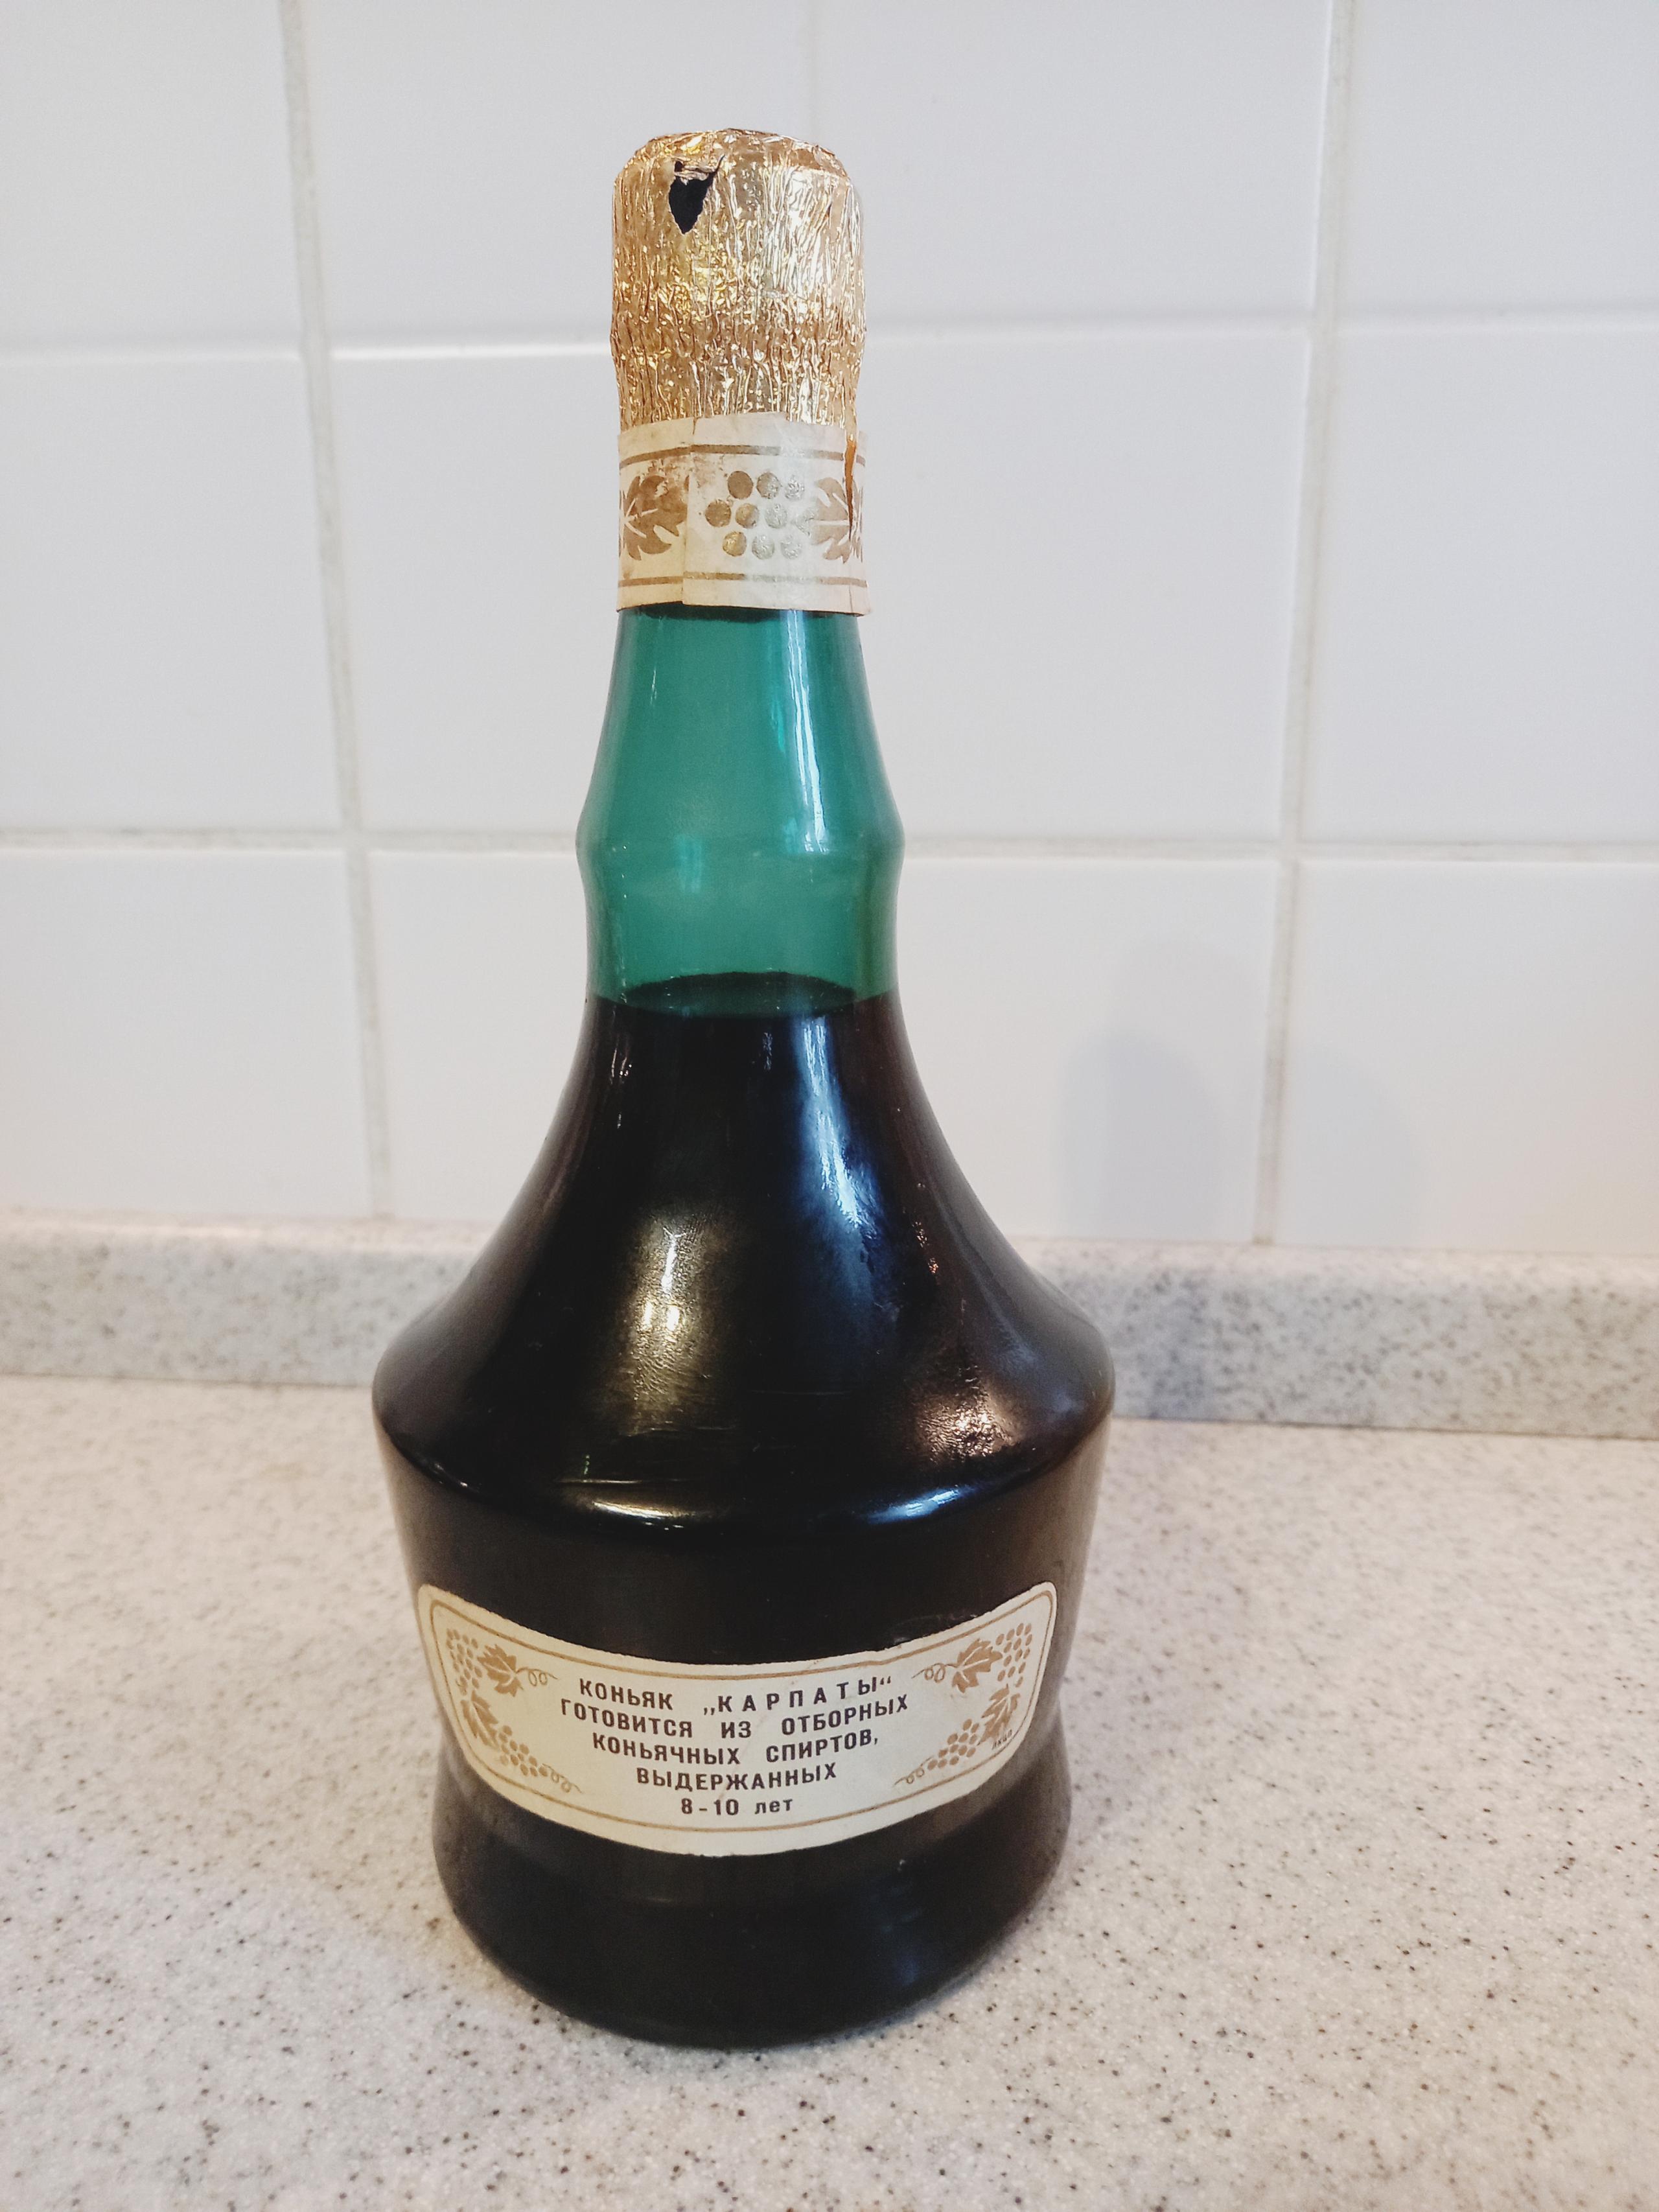 КОНЬЯК „КАРПАТЫ“
ГОТОВИТСЯ ИЗ ОТБОРНЫХ
КОНЬЯЧНЫХ СПИРТОВ,
ВЫДЕРЖАННЫХ
8-10 лет